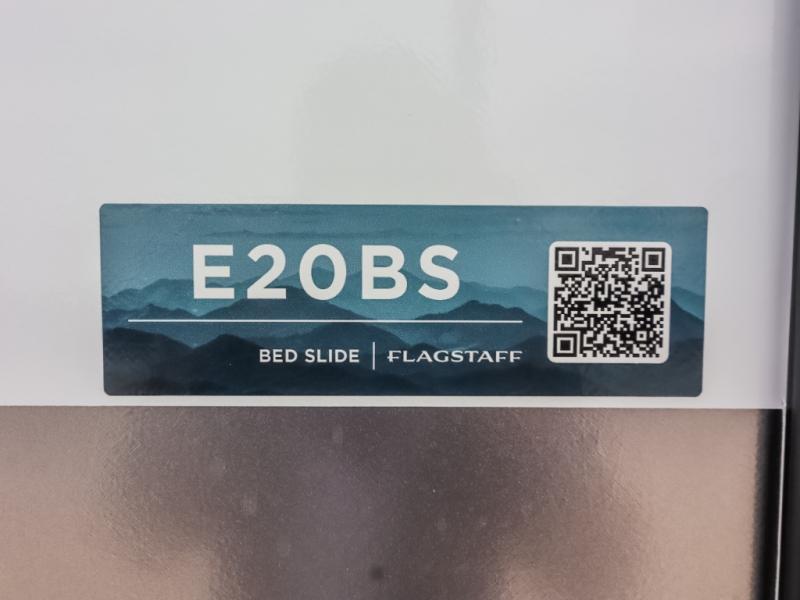 E20BS
BED SLIDE | FLAGSTAFF